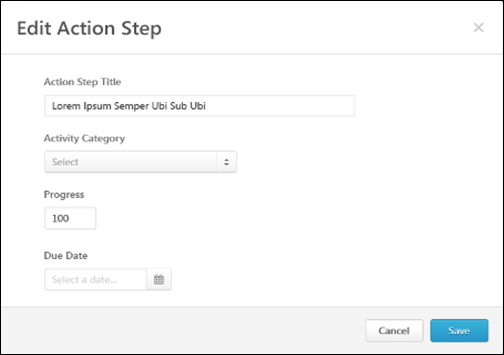 Edit Action Step
Action Step Title
Lorem Ipsum Semper Ubi Sub Ubi
Activity Category
Select
Progress
100
Due Date
Select a date...
Cancel Save